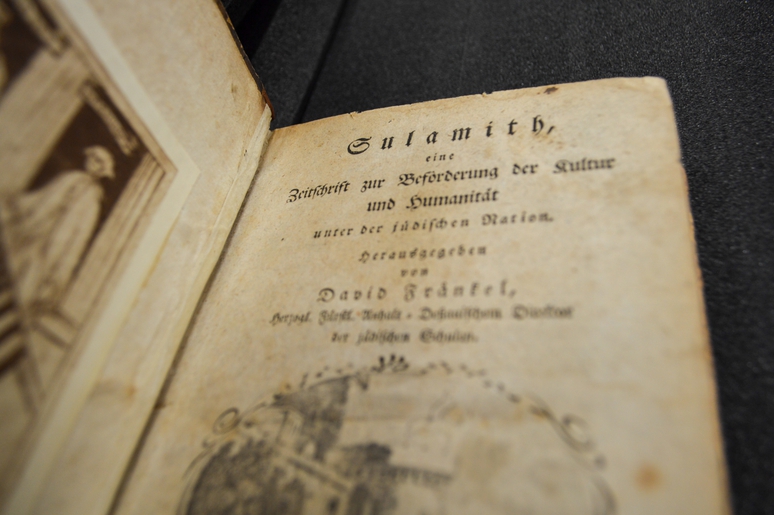 Sulamith,
eine
Zeitschrift zur Beförderung der Kultur
und Humanität
unter der jüdischen Nation.
Herausgegeben
von
David Fränkel,
Herzogl. Fürstl. Anhalt-Dessauischem Direktor
der jüdischen Schulen.